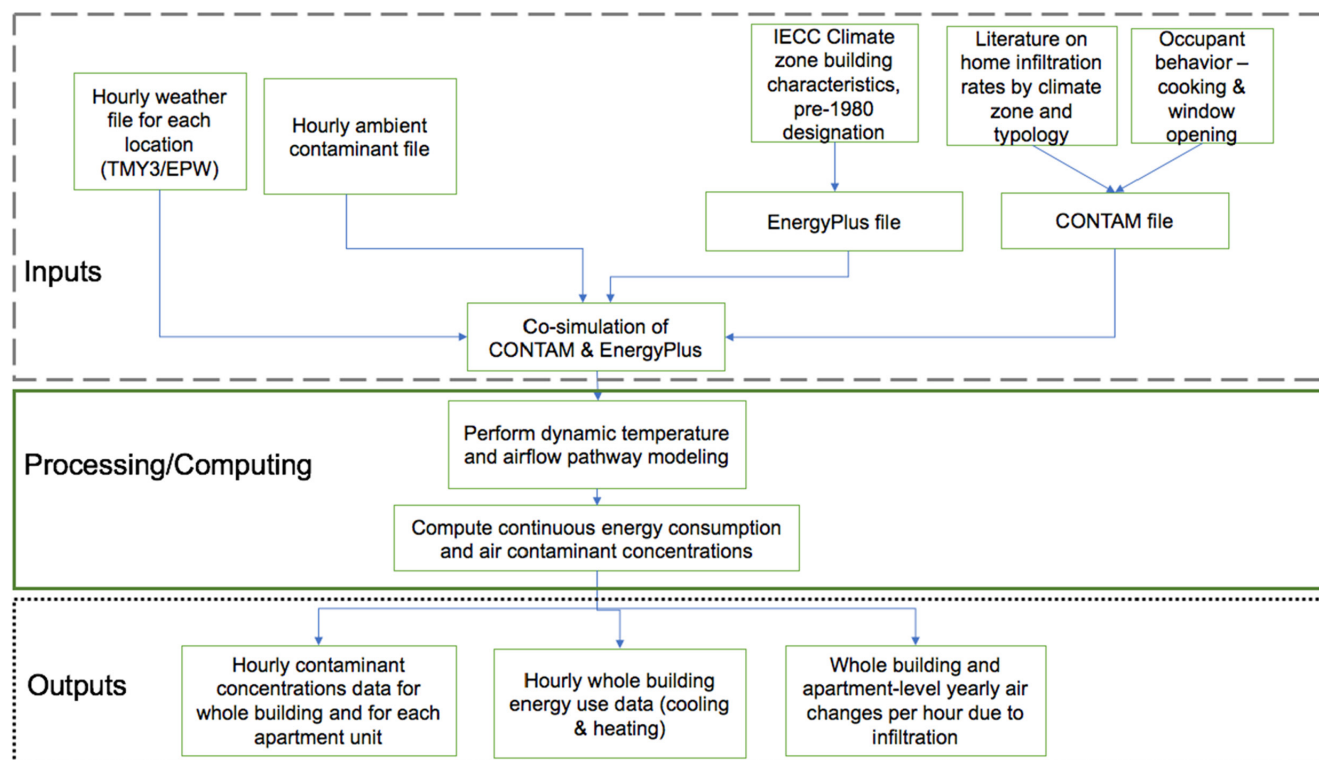 Hourly weather
file for each
location
(TMY3/EPW)
Hourly ambient
contaminant file
IECC Climate
zone building
characteristics,
pre-1980
designation
Literature on
home infiltration
rates by climate
zone and
typology
Occupant
behavior –
cooking &
window
opening
EnergyPlus file
CONTAM file
Inputs
Co-simulation of
CONTAM & EnergyPlus
Processing/Computing
Perform dynamic temperature
and airflow pathway modeling
Compute continuous energy consumption
and air contaminant concentrations
Outputs
Hourly contaminant
concentrations data for
whole building and for each
apartment unit
Hourly whole building
energy use data (cooling
& heating)
Whole building and
apartment-level yearly air
changes per hour due to
infiltration